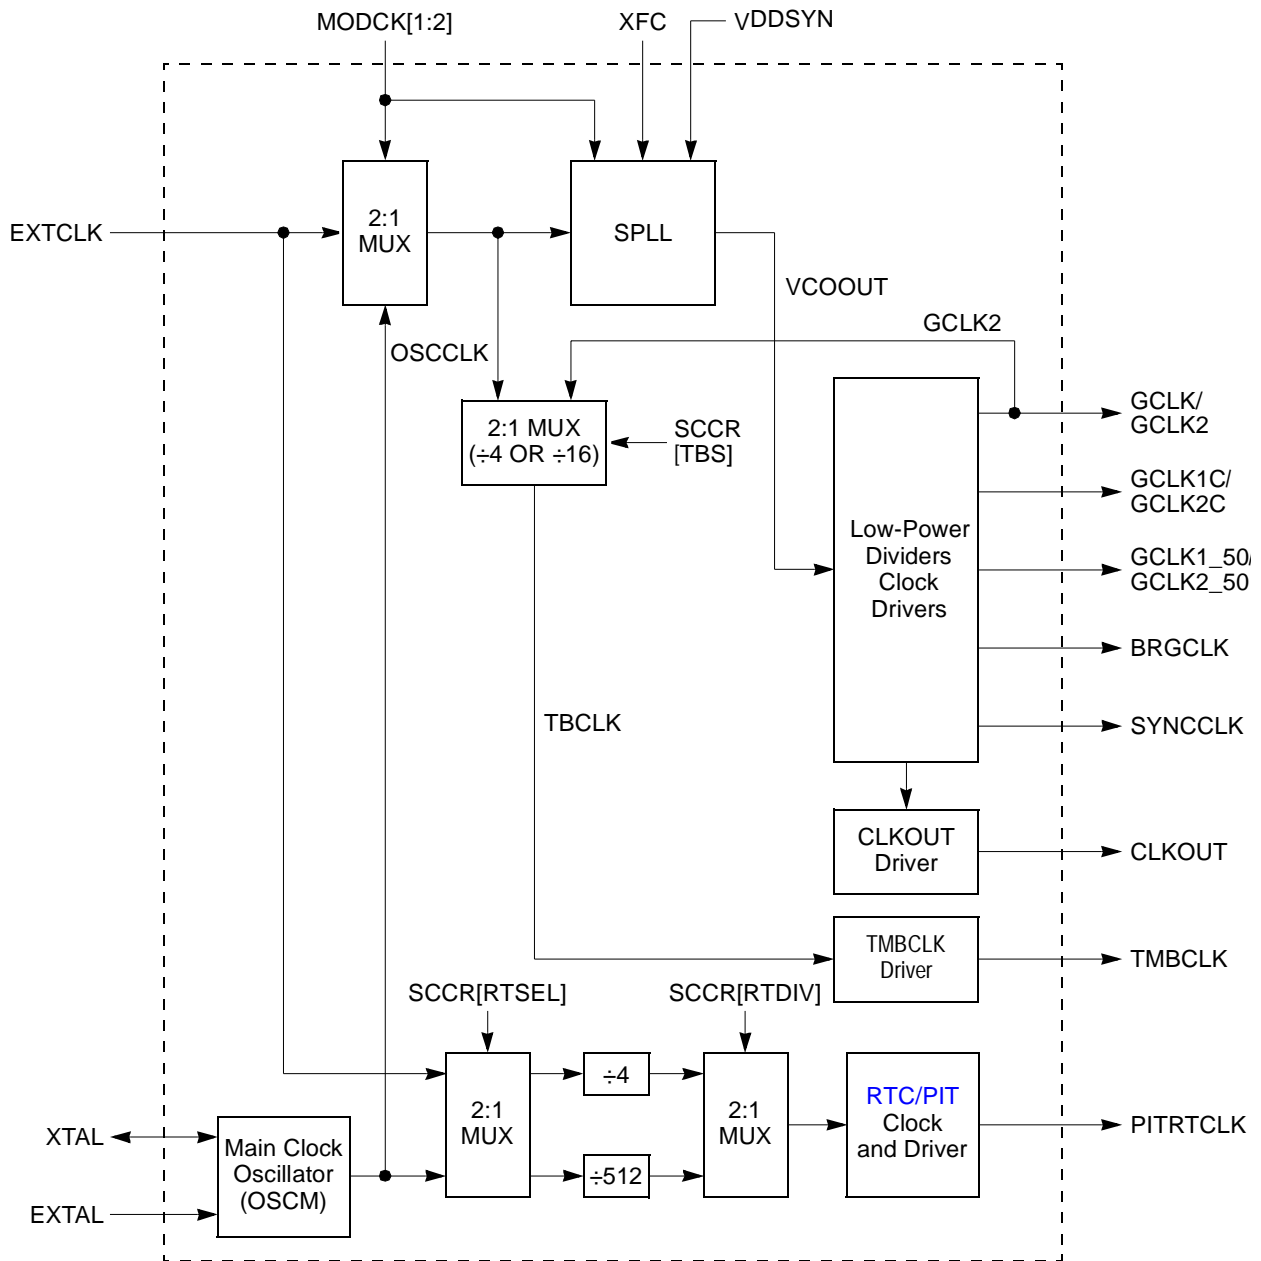 MODCK[1:2]
XFC
VDDSYN
EXTCLK
2:1
MUX
SPLL
VCOOUT
GCLK2
OSCCLK
2:1 MUX
(÷4 OR ÷16)
SCCR
[TBS]
GCLK/
GCLK2
GCLK1C/
GCLK2C
Low-Power
Dividers
Clock
Drivers
GCLK1_50/
GCLK2_50
BRGCLK
TBCLK
SYNCCLK
CLKOUT
Driver
CLKOUT
TMBCLK
Driver
TMBCLK
SCCR[RTSEL]
SCCR[RTDIV]
÷4
2:1
MUX
2:1
MUX
RTC/PIT
Clock
and Driver
PITRTCLK
XTAL
Main Clock
Oscillator
(OSCM)
÷512
EXTAL